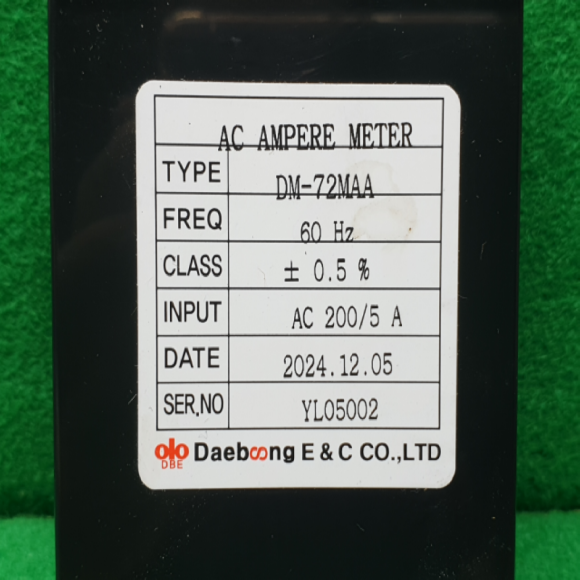 AC AMPERE METER
TYPE DM-72MAA
FREQ 60 Hz
CLASS ± 0.5 %
INPUT AC 200/5 A
DATE 2024.12.05
SER,NO YL05002
DBE Daeboong E & C CO.,LTD